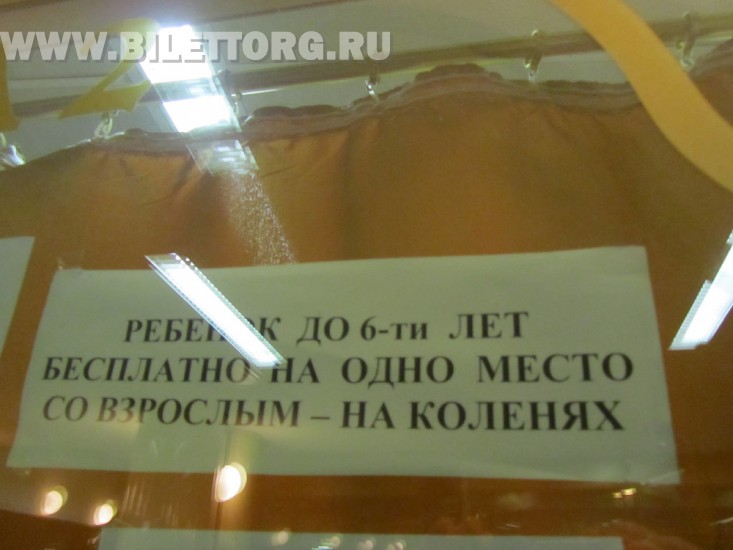 WWW.BILETTORG.RU
РЕБЕНОК ДО 6-ти ЛЕТ
БЕСПЛАТНО НА ОДНО МЕСТО
СО ВЗРОСЛЫМ – НА КОЛЕНЯХ